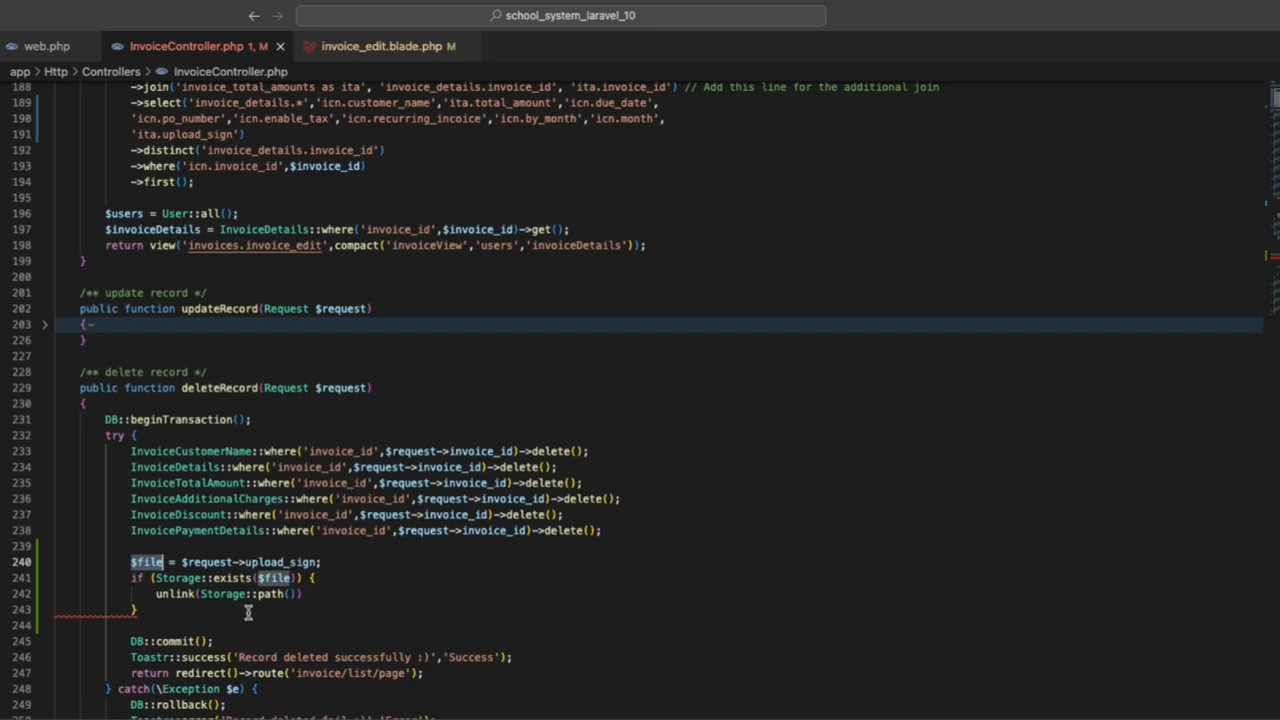 school_system_laravel_10
web.php InvoiceController.php 1, M invoice_edit.blade.php M
app > Http > Controllers > InvoiceController.php
188 ->join('invoice_total_amounts as ita', 'invoice_details.invoice_id', 'ita.invoice_id') // Add this line for the additional join
189 ->select('invoice_details.*','icn.customer_name','ita.total_amount','icn.due_date',
190 'icn.po_number','icn.enable_tax','icn.recurring_incoice','icn.by_month','icn.month',
191 'ita.upload_sign')
192 ->distinct('invoice_details.invoice_id')
193 ->where('icn.invoice_id',$invoice_id)
194 ->first();
195
196 $users = User::all();
197 $invoiceDetails = InvoiceDetails::where('invoice_id',$invoice_id)->get();
198 return view('invoices.invoice_edit',compact('invoiceView','users','invoiceDetails'));
199 }
200
201 /** update record */
202 public function updateRecord(Request $request)
203 {
226 }
227
228 /** delete record */
229 public function deleteRecord(Request $request)
230 {
231 DB::beginTransaction();
232 try {
233 InvoiceCustomerName::where('invoice_id',$request->invoice_id)->delete();
234 InvoiceDetails::where('invoice_id',$request->invoice_id)->delete();
235 InvoiceTotalAmount::where('invoice_id',$request->invoice_id)->delete();
236 InvoiceAdditionalCharges::where('invoice_id',$request->invoice_id)->delete();
237 InvoiceDiscount::where('invoice_id',$request->invoice_id)->delete();
238 InvoicePaymentDetails::where('invoice_id',$request->invoice_id)->delete();
239
240 $file = $request->upload_sign;
241 if (Storage::exists($file)) {
242 unlink(Storage::path())
243 }
244
245 DB::commit();
246 Toastr::success('Record deleted successfully :)','Success');
247 return redirect()->route('invoice/list/page');
248 } catch(\Exception $e) {
249 DB::rollback();